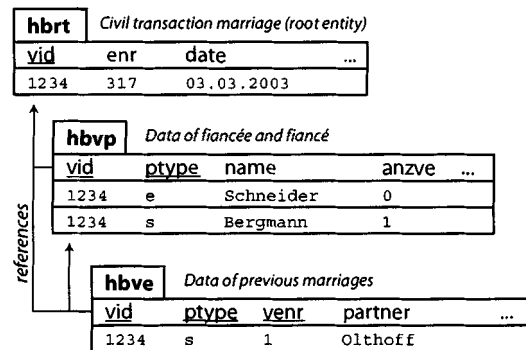 hbrt Civil transaction marriage (root entity)
vid enr date ...
1234 317 03.03.2003
hbvp Data of fiancée and fiancé
vid ptype name anzve ...
1234 e Schneider 0
1234 s Bergmann 1
references
hbve Data of previous marriages
vid ptype venr partner ...
1234 s 1 Olthoff